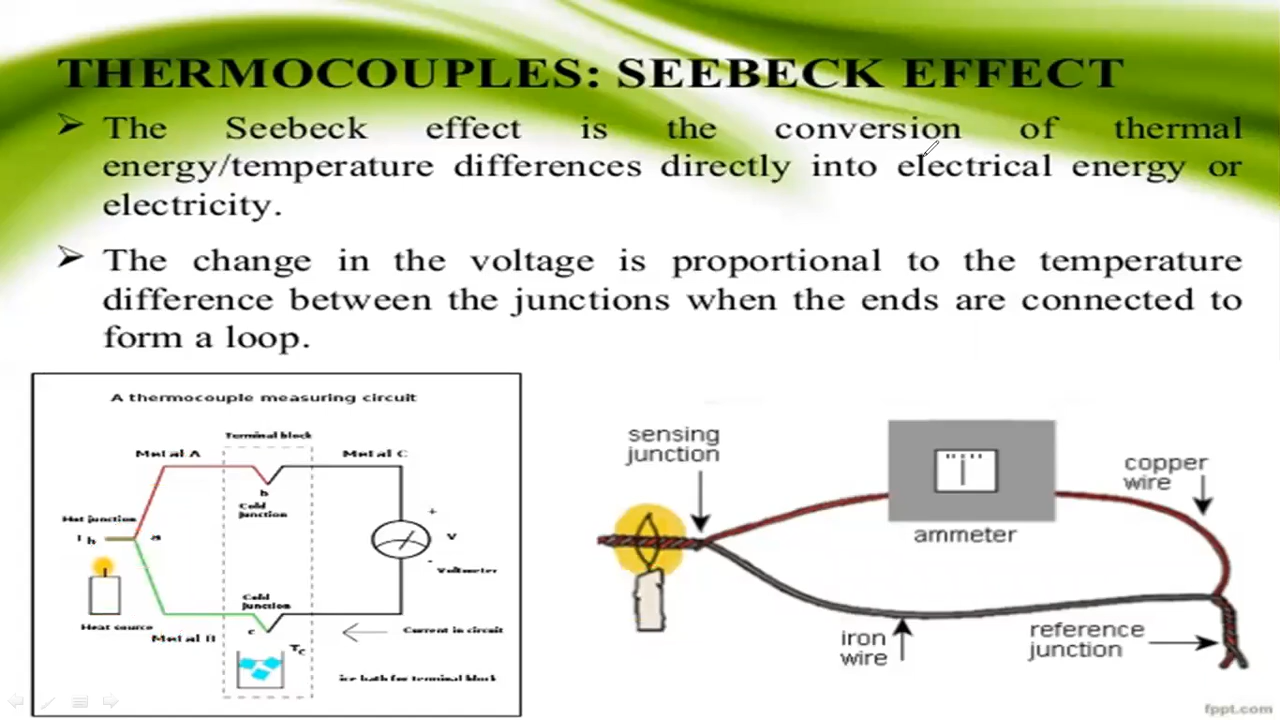 THERMOCOUPLES: SEEBECK EFFECT
➢ The Seebeck effect is the conversion of thermal
energy/temperature differences directly into electrical energy or
electricity.
➢ The change in the voltage is proportional to the temperature
difference between the junctions when the ends are connected to
form a loop.
A thermocouple measuring circuit
Terminal block
Metal A
Metal C
b
Cold
Junction
Hot junction
T h
a
+
V
-
Voltmeter
Heat source
Metal B
Cold
Junction
c
Tc
Current in circuit
ice bath for terminal block
sensing
junction
ammeter
copper
wire
iron
wire
reference
junction
fppt.com